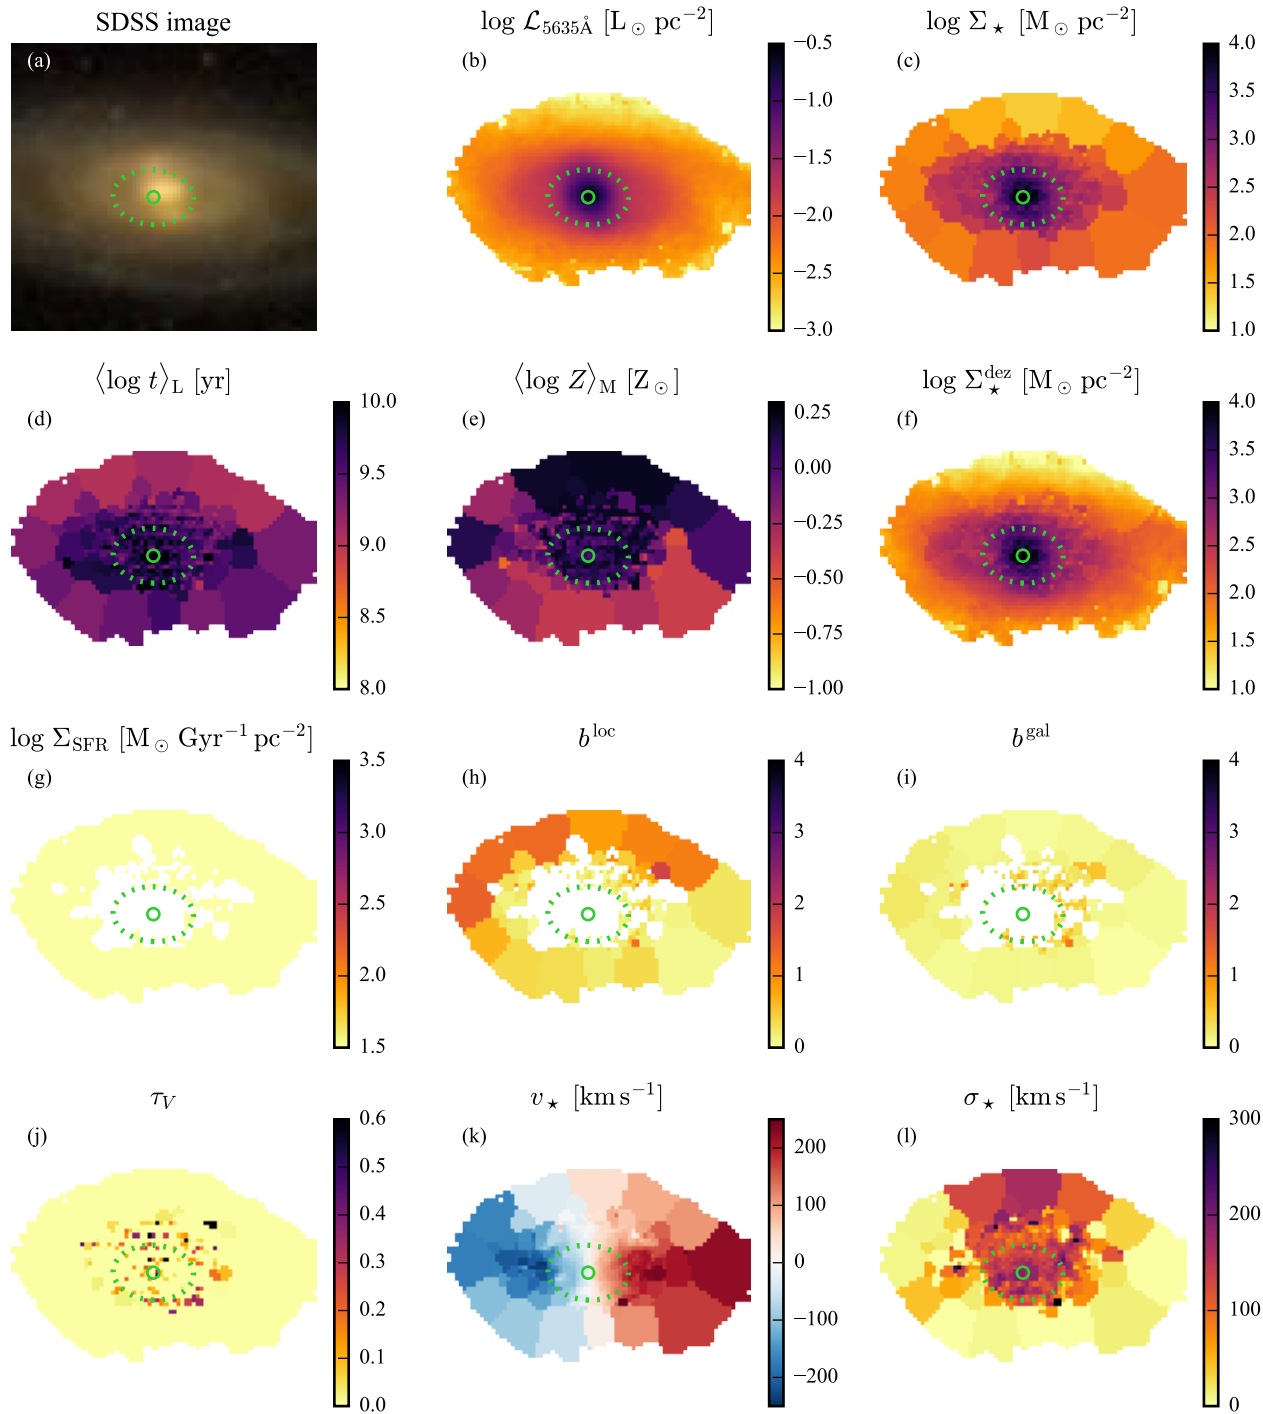 SDSS image
(a)
log ℒ₅₆₃₅Å [L⊙ pc⁻²]
(b)
−0.5
−1.0
−1.5
−2.0
−2.5
−3.0
log Σ⋆ [M⊙ pc⁻²]
(c)
4.0
3.5
3.0
2.5
2.0
1.5
1.0
⟨log t⟩L [yr]
(d)
10.0
9.5
9.0
8.5
8.0
⟨log Z⟩M [Z⊙]
(e)
0.25
0.00
−0.25
−0.50
−0.75
−1.00
log Σ⋆ᵈᵉᶻ [M⊙ pc⁻²]
(f)
4.0
3.5
3.0
2.5
2.0
1.5
1.0
log ΣSFR [M⊙ Gyr⁻¹ pc⁻²]
(g)
3.5
3.0
2.5
2.0
1.5
bˡᵒᶜ
(h)
4
3
2
1
0
bᵍᵃˡ
(i)
4
3
2
1
0
τV
(j)
0.6
0.5
0.4
0.3
0.2
0.1
0.0
v⋆ [km s⁻¹]
(k)
200
100
0
−100
−200
σ⋆ [km s⁻¹]
(l)
300
200
100
0